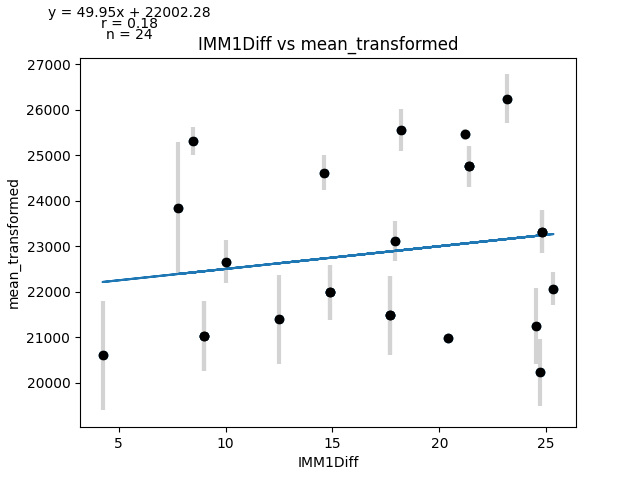 y = 49.95x + 22002.28
r = 0.18
n = 24
IMM1Diff vs mean_transformed
27000
26000
25000
24000
23000
22000
21000
20000
mean_transformed
5 10 15 20 25
IMM1Diff